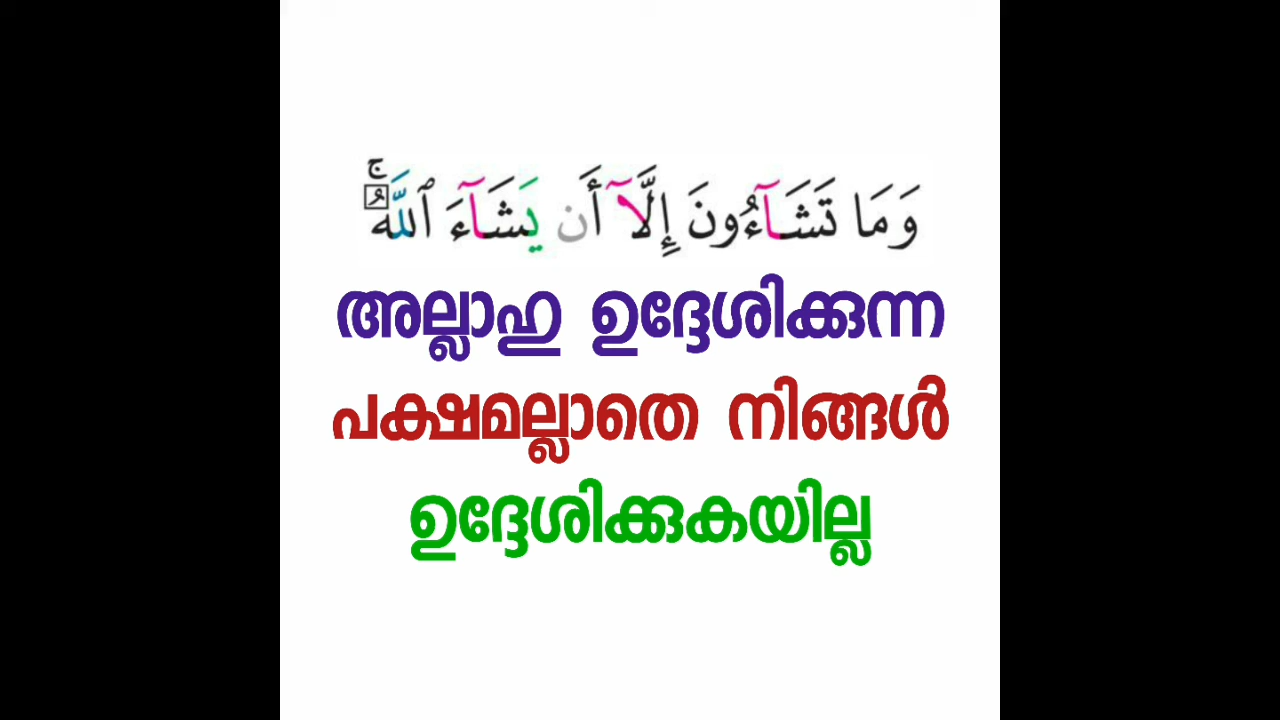 وَمَا تَشَآءُونَ إِلَّآ أَن يَشَآءَ ٱللَّهُۚ
അല്ലാഹു ഉദ്ദേശിക്കുന്ന
പക്ഷമല്ലാതെ നിങ്ങൾ
ഉദ്ദേശിക്കുകയില്ല